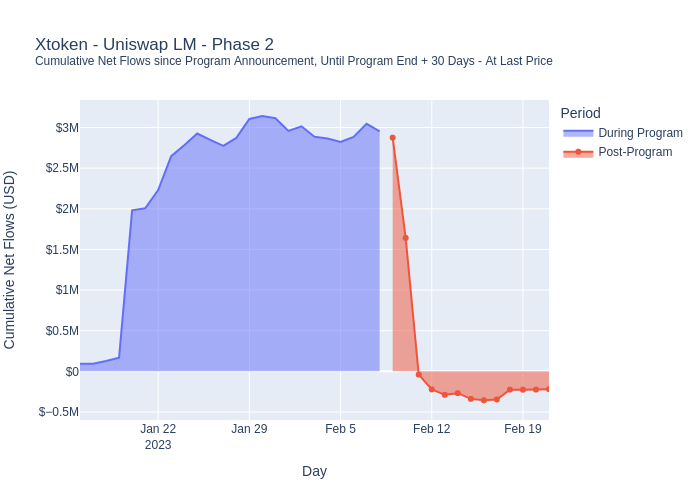 Xtoken - Uniswap LM - Phase 2
Cumulative Net Flows since Program Announcement, Until Program End + 30 Days - At Last Price
Period
During Program
Post-Program
Cumulative Net Flows (USD)
$3M
$2.5M
$2M
$1.5M
$1M
$0.5M
$0
$−0.5M
Jan 22
2023
Jan 29
Feb 5
Feb 12
Feb 19
Day